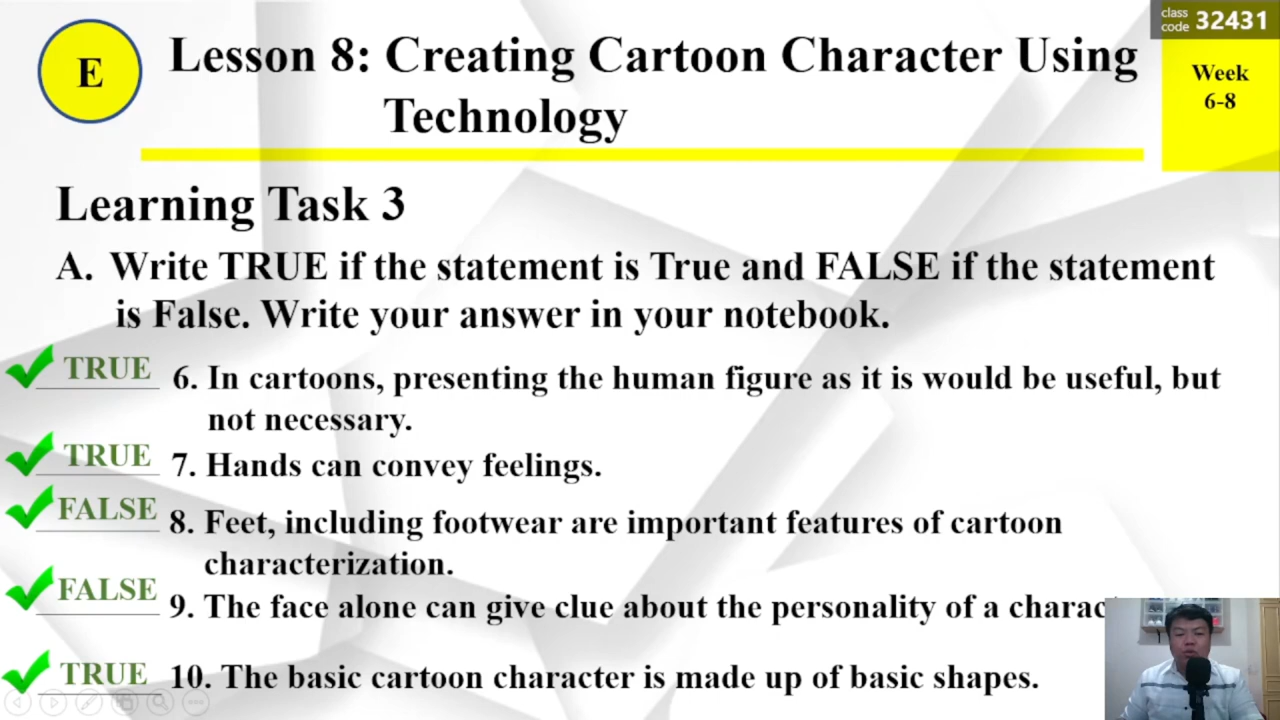 E
Lesson 8: Creating Cartoon Character Using
Technology
class
code 32431
Week
6-8
Learning Task 3
A. Write TRUE if the statement is True and FALSE if the statement
is False. Write your answer in your notebook.
TRUE 6. In cartoons, presenting the human figure as it is would be useful, but
not necessary.
TRUE 7. Hands can convey feelings.
FALSE 8. Feet, including footwear are important features of cartoon
characterization.
FALSE 9. The face alone can give clue about the personality of a
TRUE 10. The basic cartoon character is made up of basic shapes.